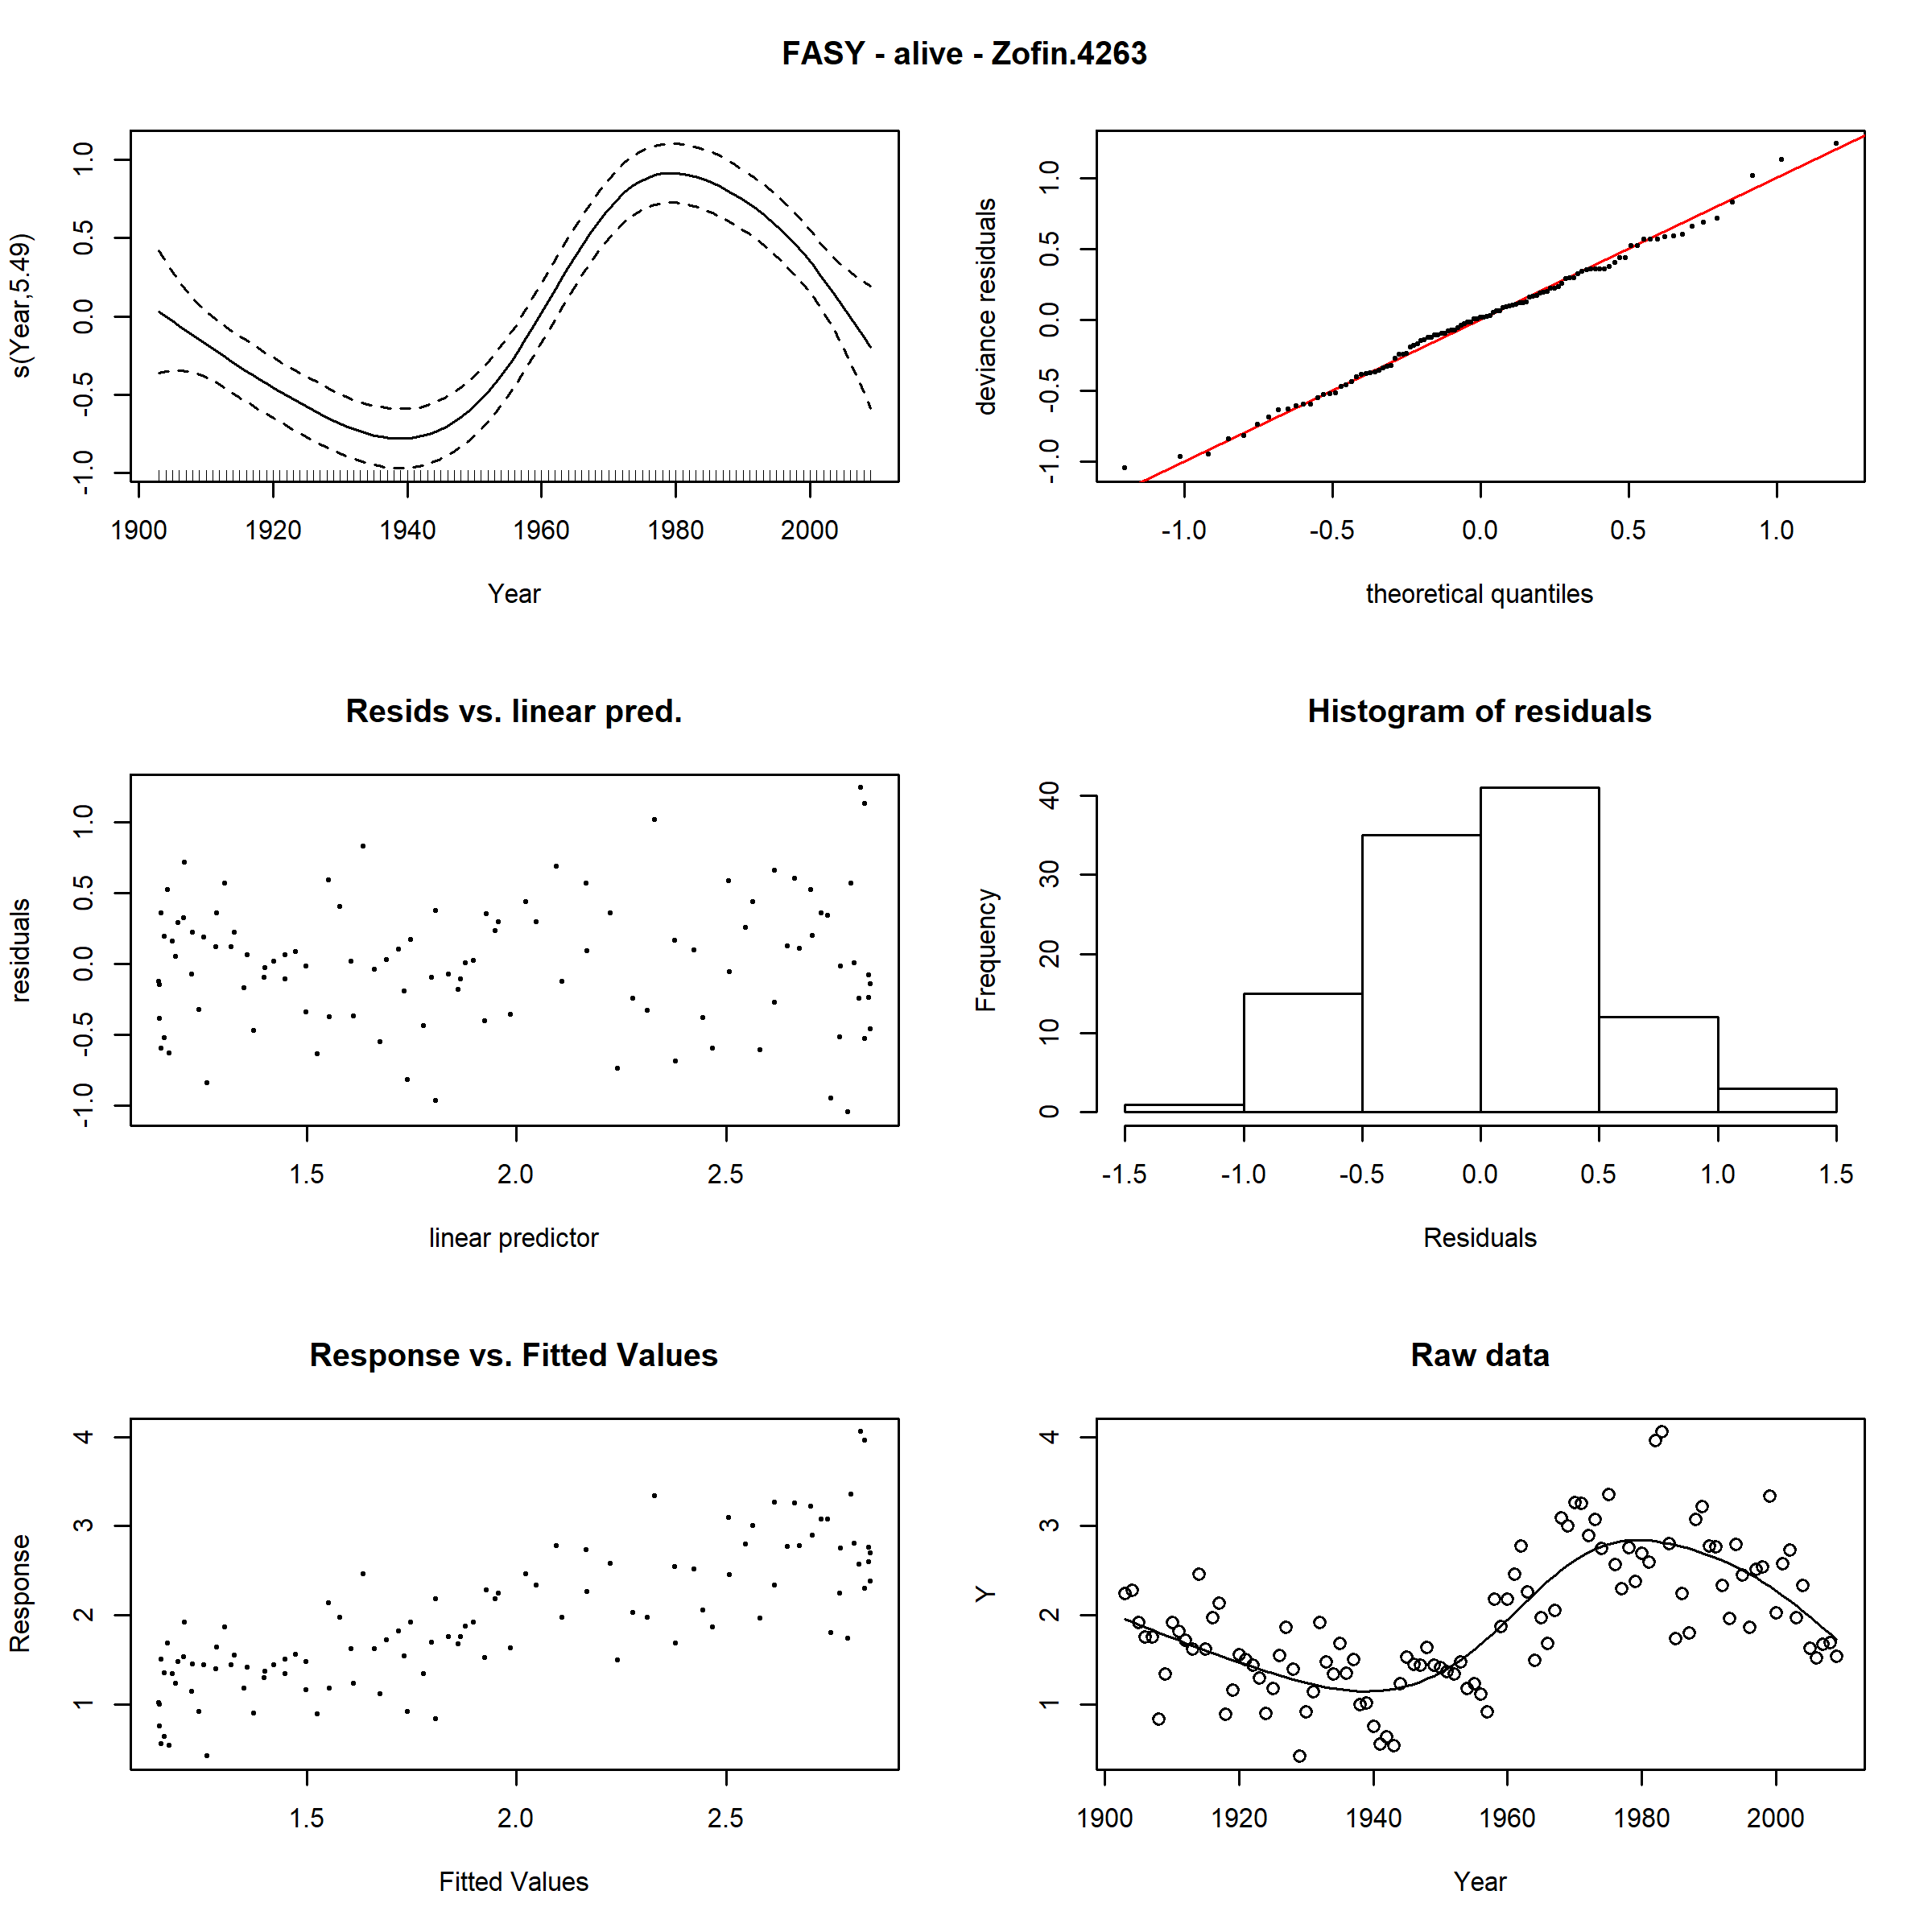 FASY - alive - Zofin.4263
s(Year,5.49)
-1.0 -0.5 0.0 0.5 1.0
1900 1920 1940 1960 1980 2000
Year
deviance residuals
-1.0 -0.5 0.0 0.5 1.0
-1.0 -0.5 0.0 0.5 1.0
theoretical quantiles
Resids vs. linear pred.
residuals
-1.0 -0.5 0.0 0.5 1.0
1.5 2.0 2.5
linear predictor
Histogram of residuals
Frequency
0 10 20 30 40
-1.5 -1.0 -0.5 0.0 0.5 1.0 1.5
Residuals
Response vs. Fitted Values
Response
1 2 3 4
1.5 2.0 2.5
Fitted Values
Raw data
Y
1 2 3 4
1900 1920 1940 1960 1980 2000
Year